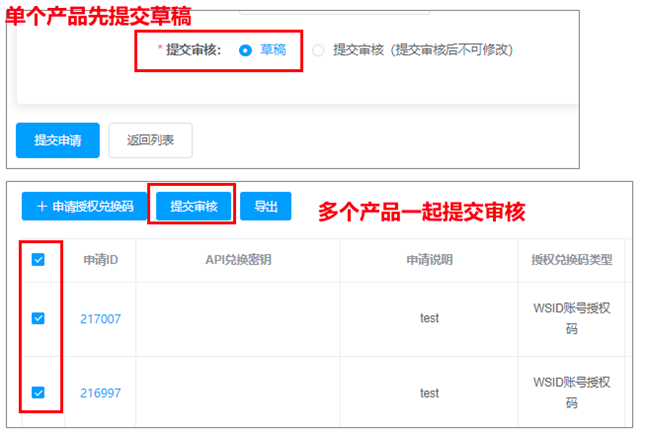 单个产品先提交草稿
* 提交审核： 草稿 提交审核（提交审核后不可修改）
提交申请 返回列表
＋ 申请授权兑换码 提交审核 导出 多个产品一起提交审核
申请ID API兑换密钥 申请说明 授权兑换码类型
217007 test WSID账号授权
码
216997 test WSID账号授权
码